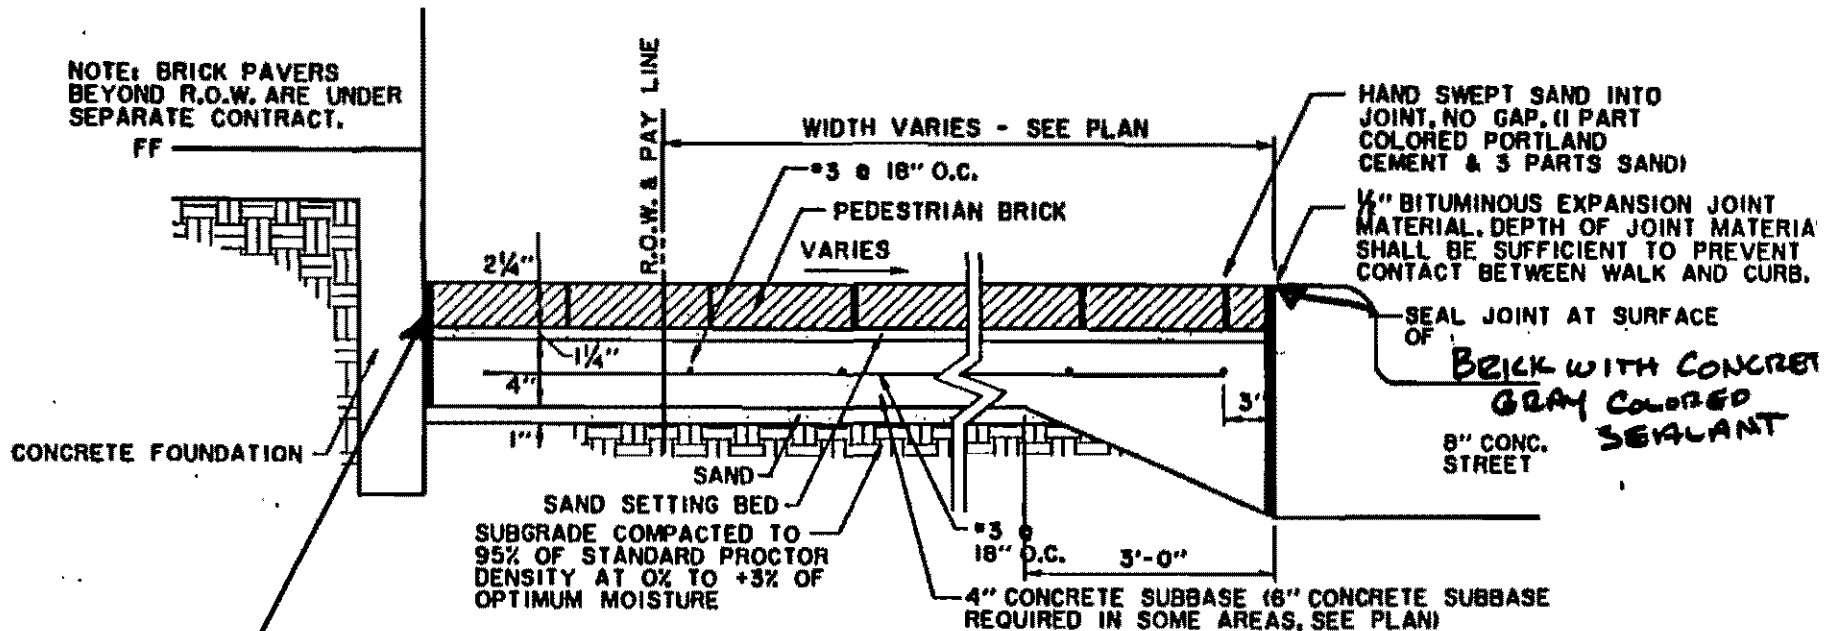 NOTE: BRICK PAVERS
BEYOND R.O.W. ARE UNDER
SEPARATE CONTRACT.
FF
R.O.W. & PAY LINE
WIDTH VARIES - SEE PLAN
#3 @ 18" O.C.
PEDESTRIAN BRICK
VARIES
2¼"
1¼"
4"
1"
HAND SWEPT SAND INTO
JOINT, NO GAP. (1 PART
COLORED PORTLAND
CEMENT & 3 PARTS SAND)
½" BITUMINOUS EXPANSION JOINT
MATERIAL. DEPTH OF JOINT MATERIA
SHALL BE SUFFICIENT TO PREVENT
CONTACT BETWEEN WALK AND CURB.
SEAL JOINT AT SURFACE
OF
BRICK WITH CONCRET
GRAY COLORED
SEALANT
3"
8" CONC.
STREET
CONCRETE FOUNDATION
SAND
SAND SETTING BED
SUBGRADE COMPACTED TO
95% OF STANDARD PROCTOR
DENSITY AT 0% TO +3% OF
OPTIMUM MOISTURE
#3 @
18" O.C.
3'-0"
4" CONCRETE SUBBASE (6" CONCRETE SUBBASE
REQUIRED IN SOME AREAS. SEE PLAN)